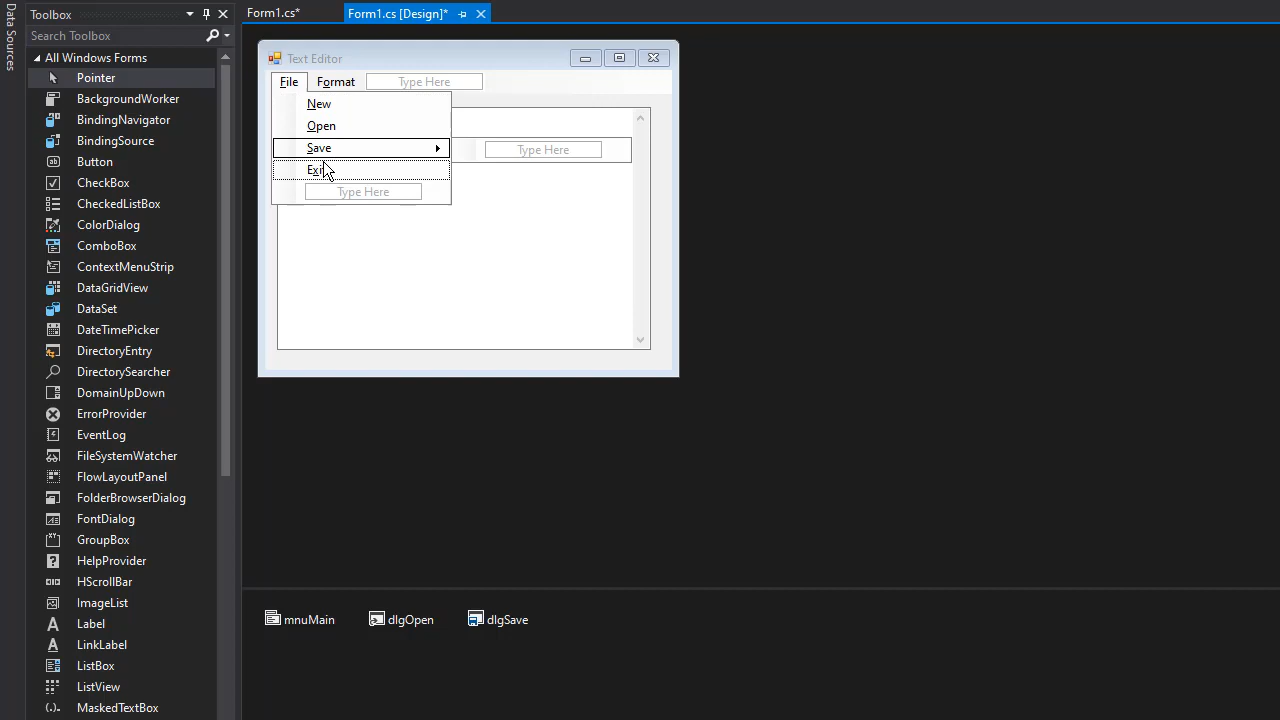 Data Sources
Toolbox
Search Toolbox
All Windows Forms
Pointer
BackgroundWorker
BindingNavigator
BindingSource
Button
CheckBox
CheckedListBox
ColorDialog
ComboBox
ContextMenuStrip
DataGridView
DataSet
DateTimePicker
DirectoryEntry
DirectorySearcher
DomainUpDown
ErrorProvider
EventLog
FileSystemWatcher
FlowLayoutPanel
FolderBrowserDialog
FontDialog
GroupBox
HelpProvider
HScrollBar
ImageList
Label
LinkLabel
ListBox
ListView
MaskedTextBox
Form1.cs*
Form1.cs [Design]*
Text Editor
File Format Type Here
New
Open
Save
Type Here
Exit
Type Here
mnuMain dlgOpen dlgSave